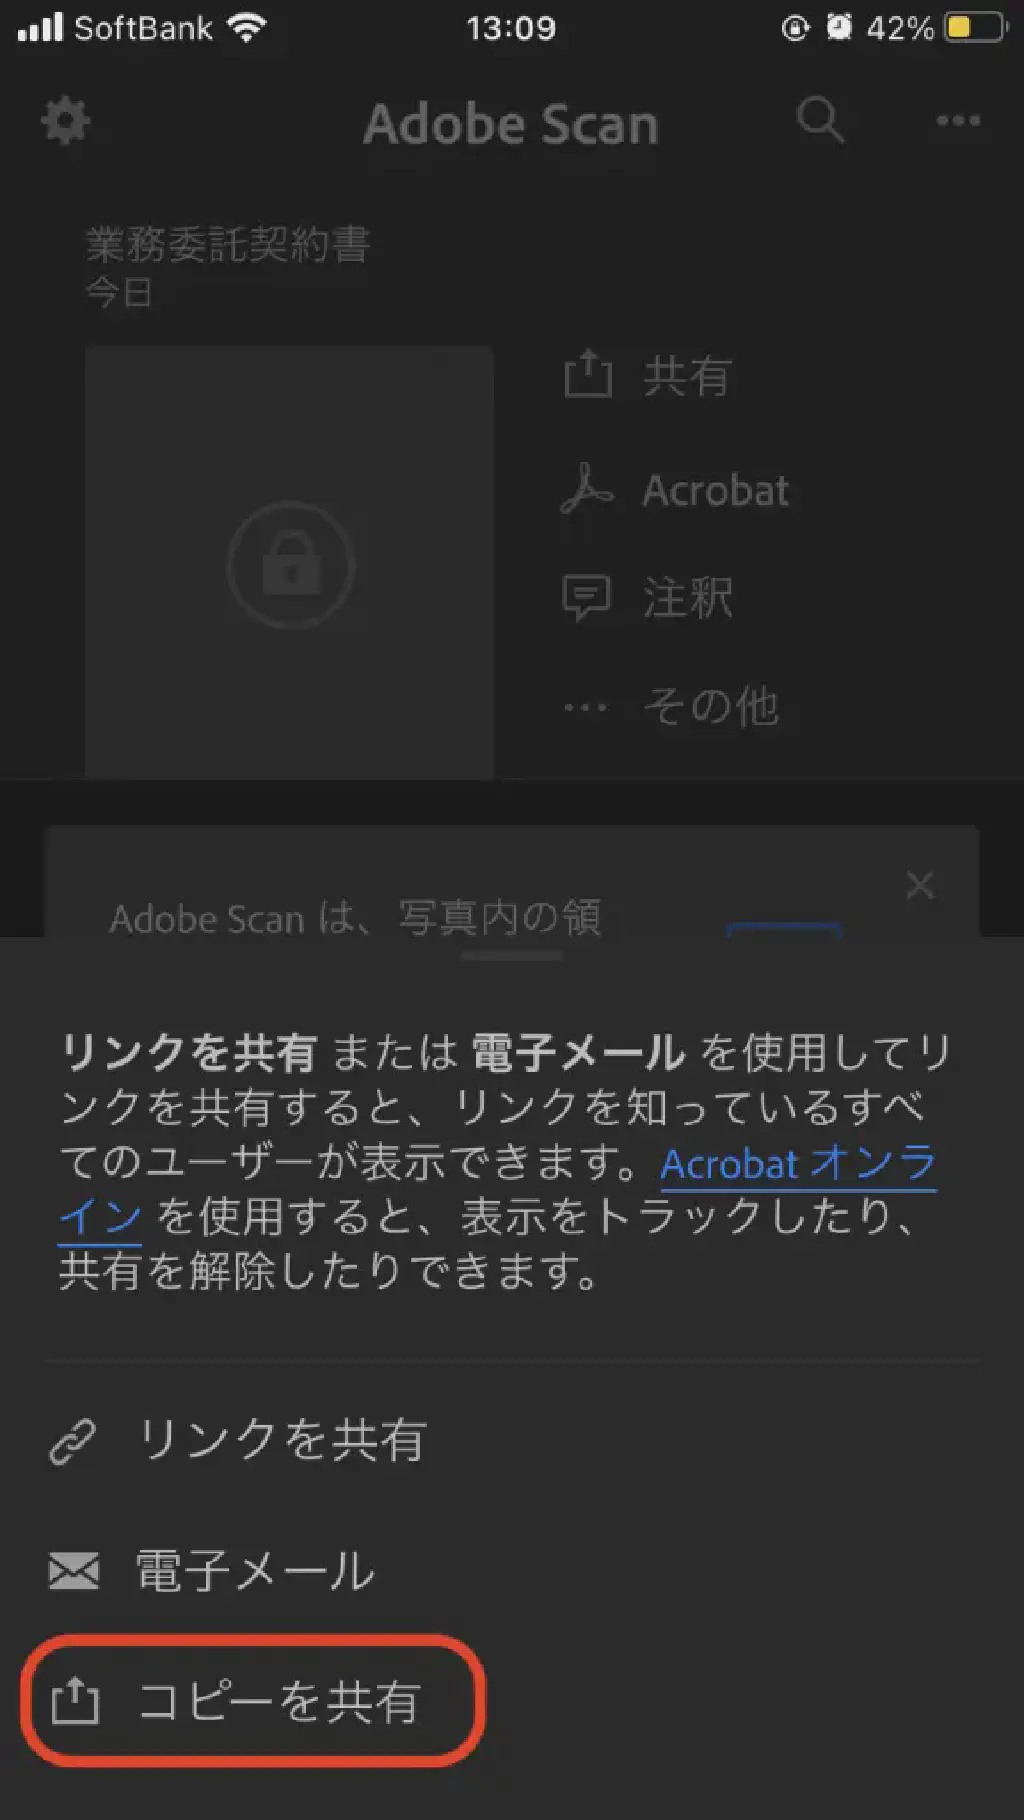 SoftBank 13:09 42%
Adobe Scan
業務委託契約書
今日
共有
Acrobat
注釈
その他
Adobe Scan は、写真内の領
リンクを共有 または 電子メール を使用してリ
ンクを共有すると、リンクを知っているすべ
てのユーザーが表示できます。Acrobat オンラ
イン を使用すると、表示をトラックしたり、
共有を解除したりできます。
リンクを共有
電子メール
コピーを共有